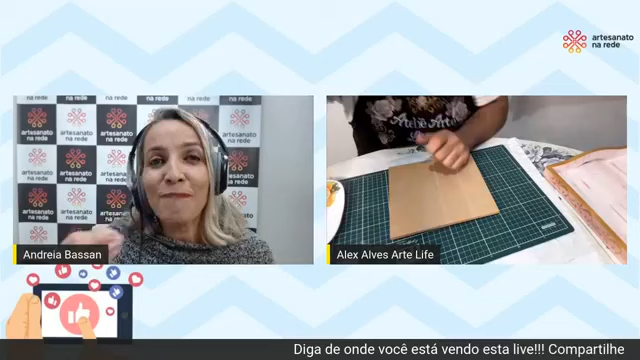 artesanato
na rede
Andreia Bassan
Alex Alves Arte Life
Diga de onde você está vendo esta live!!! Compartilhe